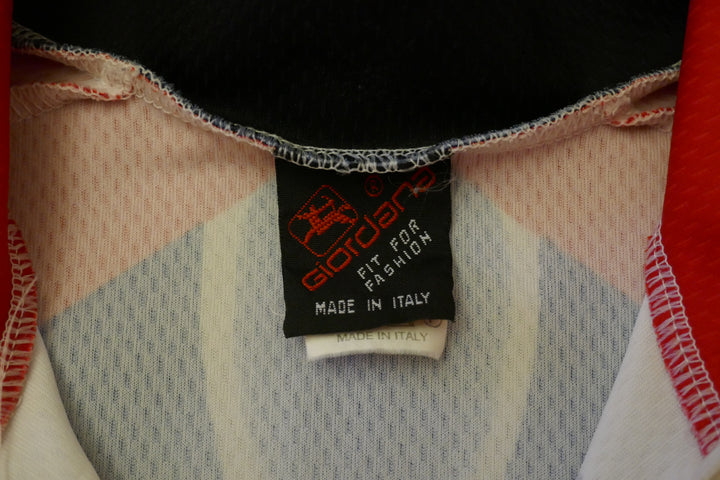 ®
Giordana
FIT FOR
FASHION
MADE IN ITALY
MADE IN ITALY